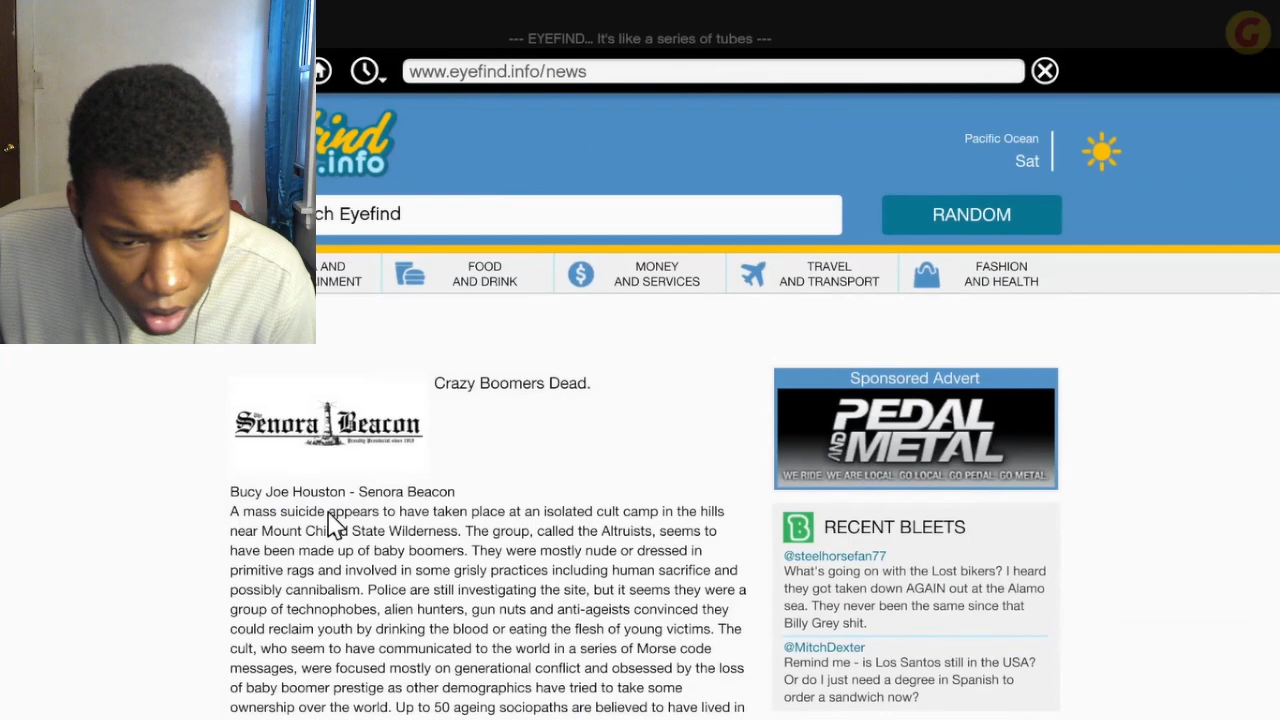 --- EYEFIND... It's like a series of tubes ---
G
www.eyefind.info/news
find
.info
Pacific Ocean
Sat
ch Eyefind
RANDOM
AND
INMENT
FOOD
AND DRINK
MONEY
AND SERVICES
TRAVEL
AND TRANSPORT
FASHION
AND HEALTH
Crazy Boomers Dead.
The Senora Beacon
Proudly Provincial since
Bucy Joe Houston - Senora Beacon
A mass suicide appears to have taken place at an isolated cult camp in the hills
near Mount Chiliad State Wilderness. The group, called the Altruists, seems to
have been made up of baby boomers. They were mostly nude or dressed in
primitive rags and involved in some grisly practices including human sacrifice and
possibly cannibalism. Police are still investigating the site, but it seems they were a
group of technophobes, alien hunters, gun nuts and anti-ageists convinced they
could reclaim youth by drinking the blood or eating the flesh of young victims. The
cult, who seem to have communicated to the world in a series of Morse code
messages, were focused mostly on generational conflict and obsessed by the loss
of baby boomer prestige as other demographics have tried to take some
ownership over the world. Up to 50 ageing sociopaths are believed to have lived in
Sponsored Advert
PEDAL
AND METAL
WE RIDE. WE ARE LOCAL. GO LOCAL. GO PEDAL. GO METAL.
B RECENT BLEETS
@steelhorsefan77
What's going on with the Lost bikers? I heard
they got taken down AGAIN out at the Alamo
sea. They never been the same since that
Billy Grey shit.
@MitchDexter
Remind me - is Los Santos still in the USA?
Or do I just need a degree in Spanish to
order a sandwich now?